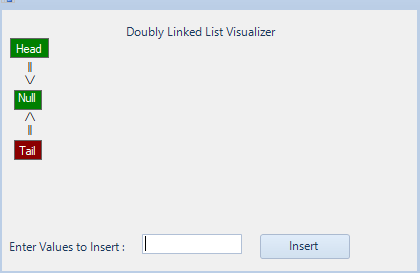 Doubly Linked List Visualizer
Head
Null
Tail
Enter Values to Insert :
Insert